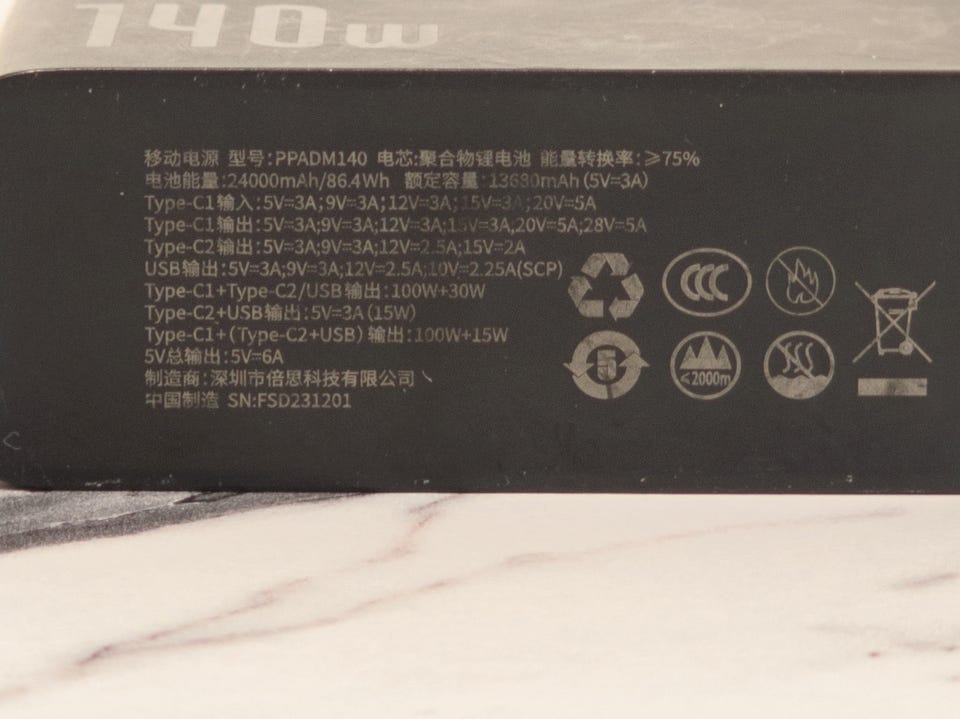 140w
移动电源 型号:PPADM140 电芯:聚合物锂电池 能量转换率:≥75%
电池能量:24000mAh/86.4Wh 额定容量:13680mAh(5V⎓3A)
Type-C1输入:5V⎓3A;9V⎓3A;12V⎓3A;15V⎓3A;20V⎓5A
Type-C1输出:5V⎓3A;9V⎓3A;12V⎓3A;15V⎓3A,20V⎓5A;28V⎓5A
Type-C2输出:5V⎓3A;9V⎓3A;12V⎓2.5A;15V⎓2A
USB输出:5V⎓3A;9V⎓3A;12V⎓2.5A;10V⎓2.25A(SCP)
Type-C1+Type-C2/USB输出:100W+30W
Type-C2+USB输出:5V⎓3A(15W)
Type-C1+(Type-C2+USB)输出:100W+15W
5V总输出:5V⎓6A
制造商:深圳市倍思科技有限公司
中国制造 SN:FSD231201
CCC
5
≤2000m